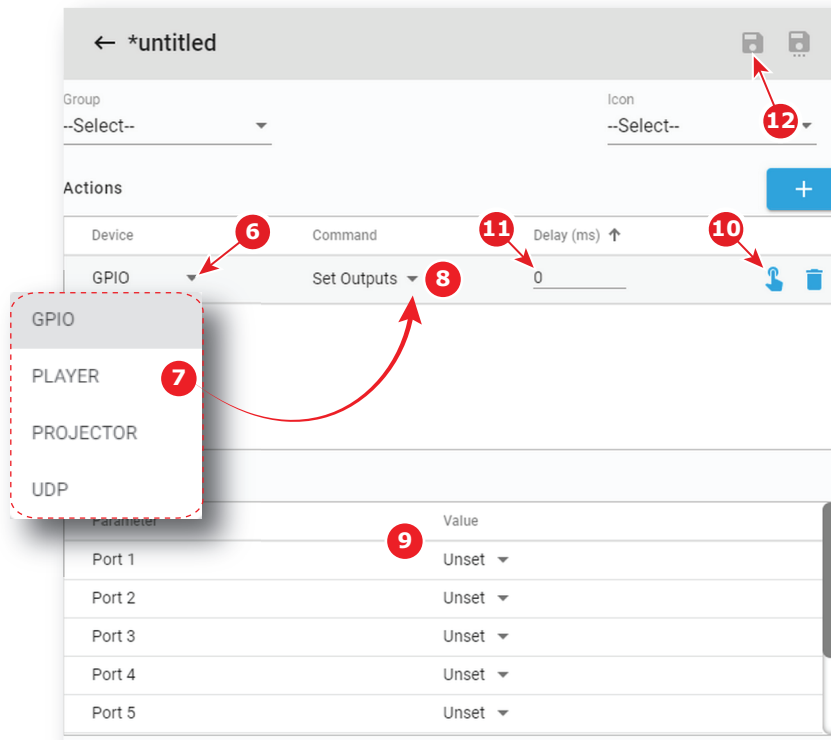 *untitled
Group
Icon
--Select--
--Select--
12
Actions
+
6
11
10
Device
Command
Delay (ms)
GPIO
Set Outputs
8
0
GPIO
PLAYER
7
PROJECTOR
UDP
Parameter
Value
9
Port 1
Unset
Port 2
Unset
Port 3
Unset
Port 4
Unset
Port 5
Unset